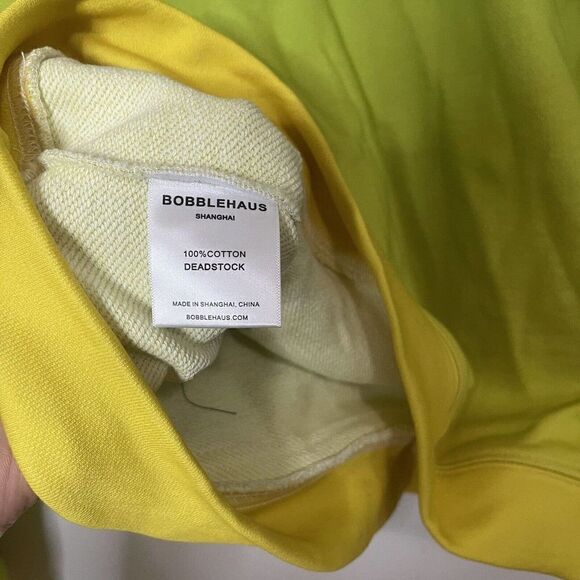 BOBBLEHAUS
SHANGHAI
100%COTTON
DEADSTOCK
MADE IN SHANGHAI, CHINA
BOBBLEHAUS.COM